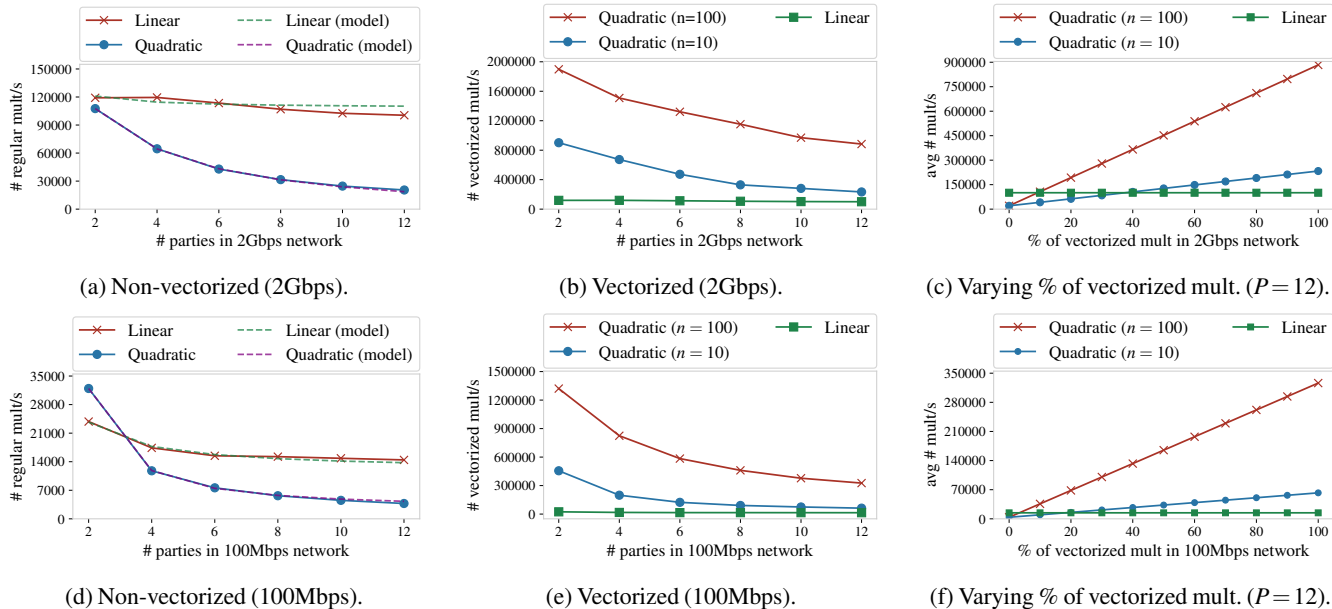 Linear
Linear (model)
Quadratic
Quadratic (model)
150000
120000
90000
60000
30000
0
# regular mult/s
2 4 6 8 10 12
# parties in 2Gbps network
(a) Non-vectorized (2Gbps).
Quadratic (n=100)
Linear
Quadratic (n=10)
2000000
1600000
1200000
800000
400000
0
# vectorized mult/s
2 4 6 8 10 12
# parties in 2Gbps network
(b) Vectorized (2Gbps).
Quadratic (n = 100)
Linear
Quadratic (n = 10)
900000
750000
600000
450000
300000
150000
0
avg # mult/s
0 20 40 60 80 100
% of vectorized mult in 2Gbps network
(c) Varying % of vectorized mult. (P = 12).
Linear
Linear (model)
Quadratic
Quadratic (model)
35000
28000
21000
14000
7000
0
# regular mult/s
2 4 6 8 10 12
# parties in 100Mbps network
(d) Non-vectorized (100Mbps).
Quadratic (n = 100)
Linear
Quadratic (n = 10)
1500000
1200000
900000
600000
300000
0
# vectorized mult/s
2 4 6 8 10 12
# parties in 100Mbps network
(e) Vectorized (100Mbps).
Quadratic (n = 100)
Linear
Quadratic (n = 10)
350000
280000
210000
140000
70000
0
avg # mult/s
0 20 40 60 80 100
% of vectorized mult in 100Mbps network
(f) Varying % of vectorized mult. (P = 12).